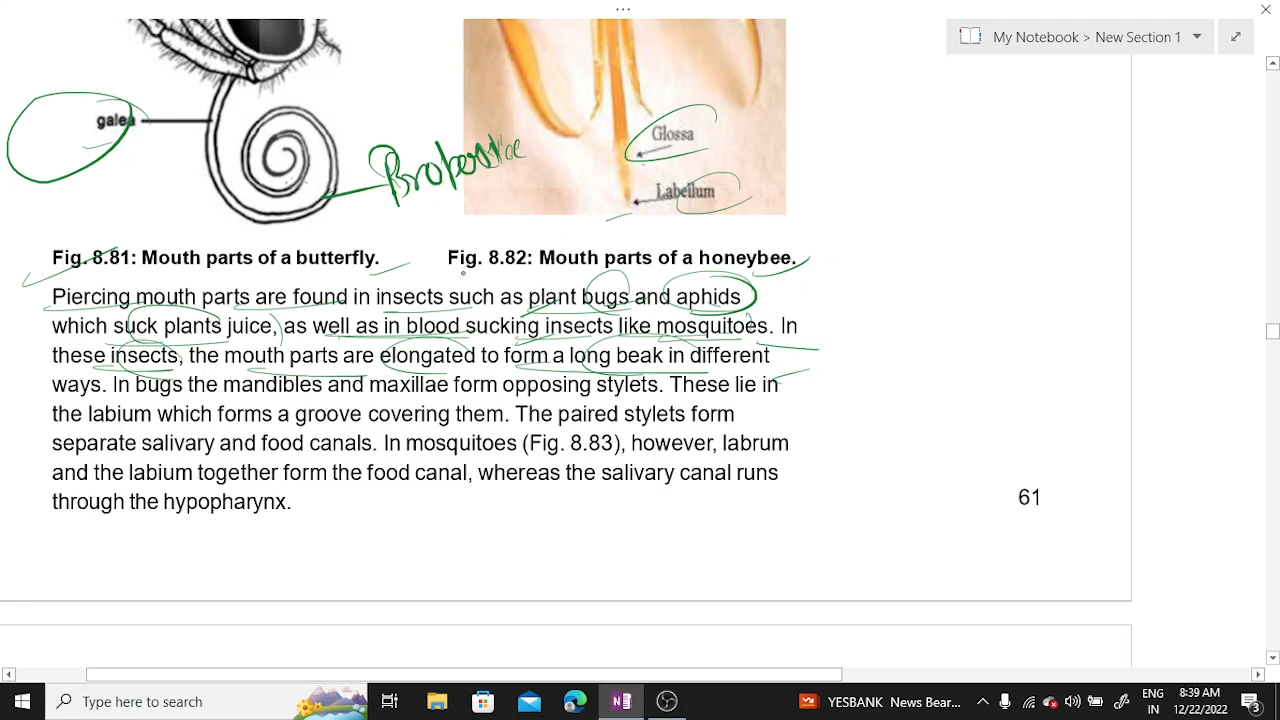 ...
My Notebook > New Section 1
galea
Glossa
Labellum
Fig. 8.81: Mouth parts of a butterfly.
Fig. 8.82: Mouth parts of a honeybee.
Piercing mouth parts are found in insects such as plant bugs and aphids
which suck plants juice, as well as in blood sucking insects like mosquitoes. In
these insects, the mouth parts are elongated to form a long beak in different
ways. In bugs the mandibles and maxillae form opposing stylets. These lie in
the labium which forms a groove covering them. The paired stylets form
separate salivary and food canals. In mosquitoes (Fig. 8.83), however, labrum
and the labium together form the food canal, whereas the salivary canal runs
through the hypopharynx.
61
Type here to search
YESBANK News Bear...
ENG
IN
8:39 AM
12/22/2022
3